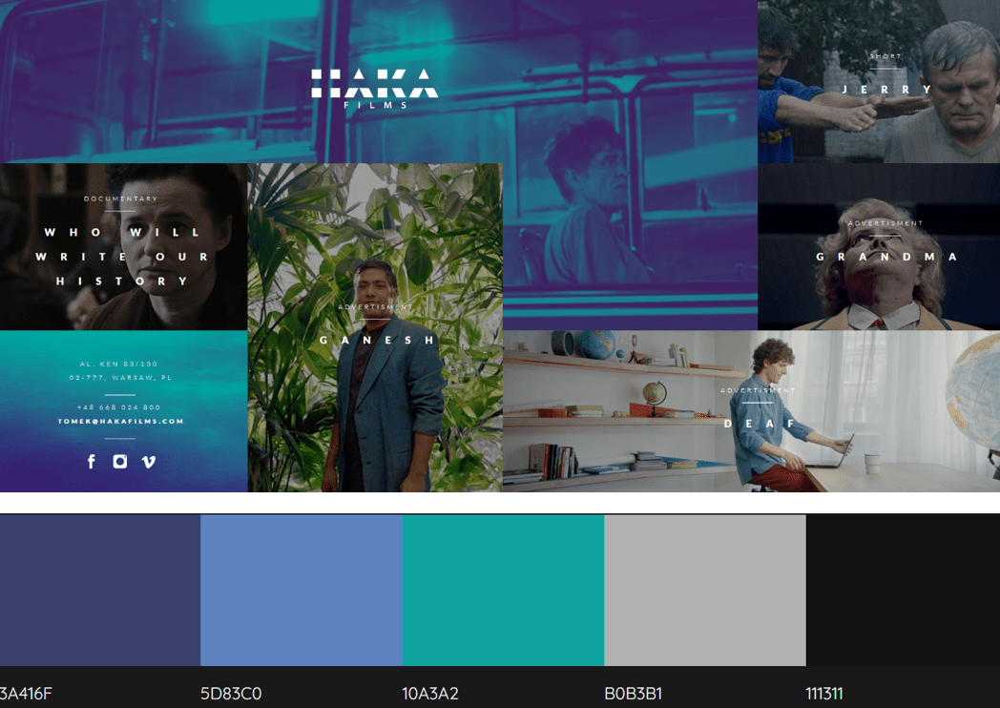 HAKA
FILMS
SHORT
JERRY
DOCUMENTARY
WHO WILL
WRITE OUR
HISTORY
ADVERTISMENT
GANESH
ADVERTISMENT
GRANDMA
AL. KEN 83/130
02-777, WARSAW, PL
+48 668 024 800
TOMEK@HAKAFILMS.COM
ADVERTISMENT
DEAF
3A416F
5D83C0
10A3A2
B0B3B1
111311